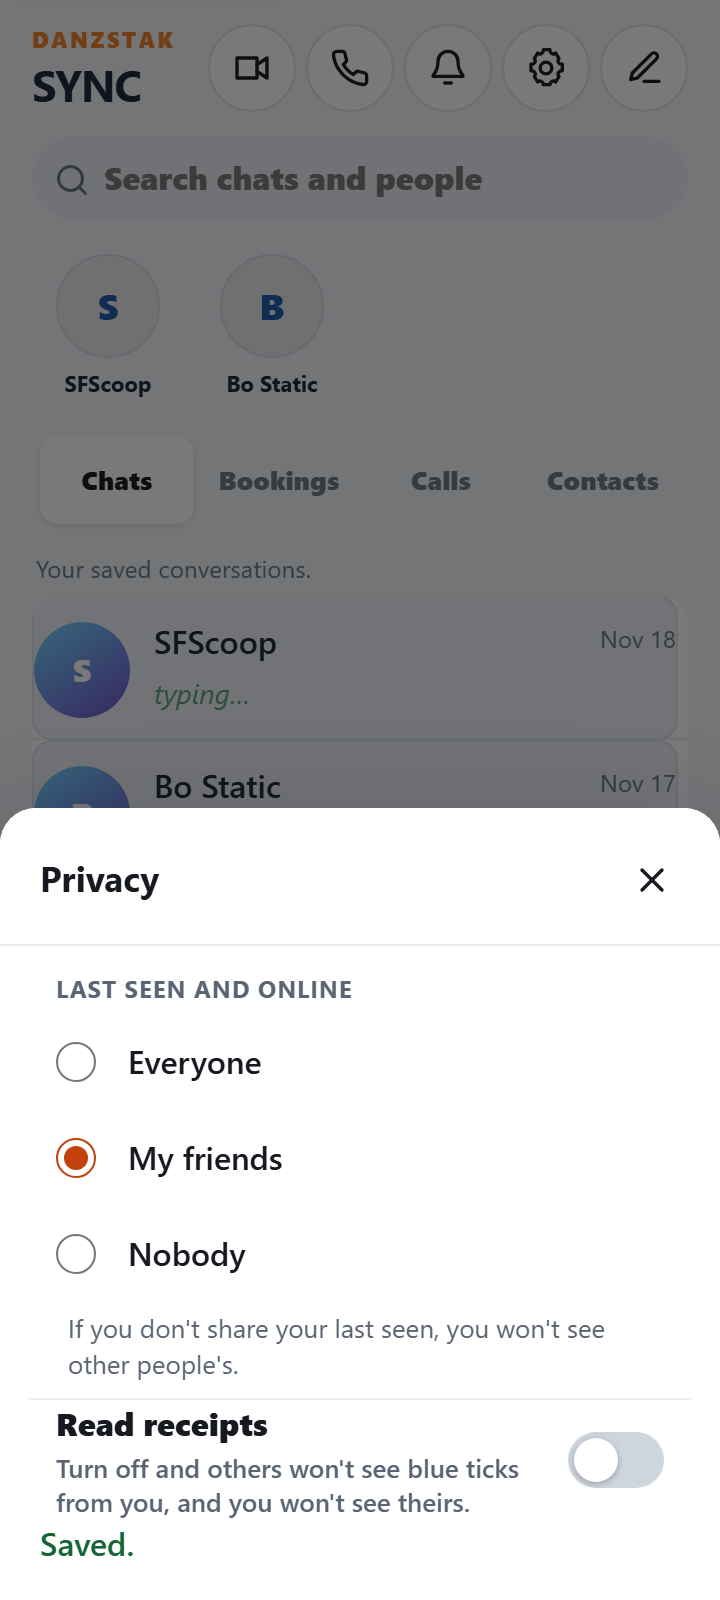 DANZSTAK
SYNC
Search chats and people
S
B
SFScoop
Bo Static
Chats
Bookings
Calls
Contacts
Your saved conversations.
S
SFScoop
Nov 18
typing...
Bo Static
Nov 17
Privacy
LAST SEEN AND ONLINE
Everyone
My friends
Nobody
If you don't share your last seen, you won't see
other people's.
Read receipts
Turn off and others won't see blue ticks
from you, and you won't see theirs.
Saved.